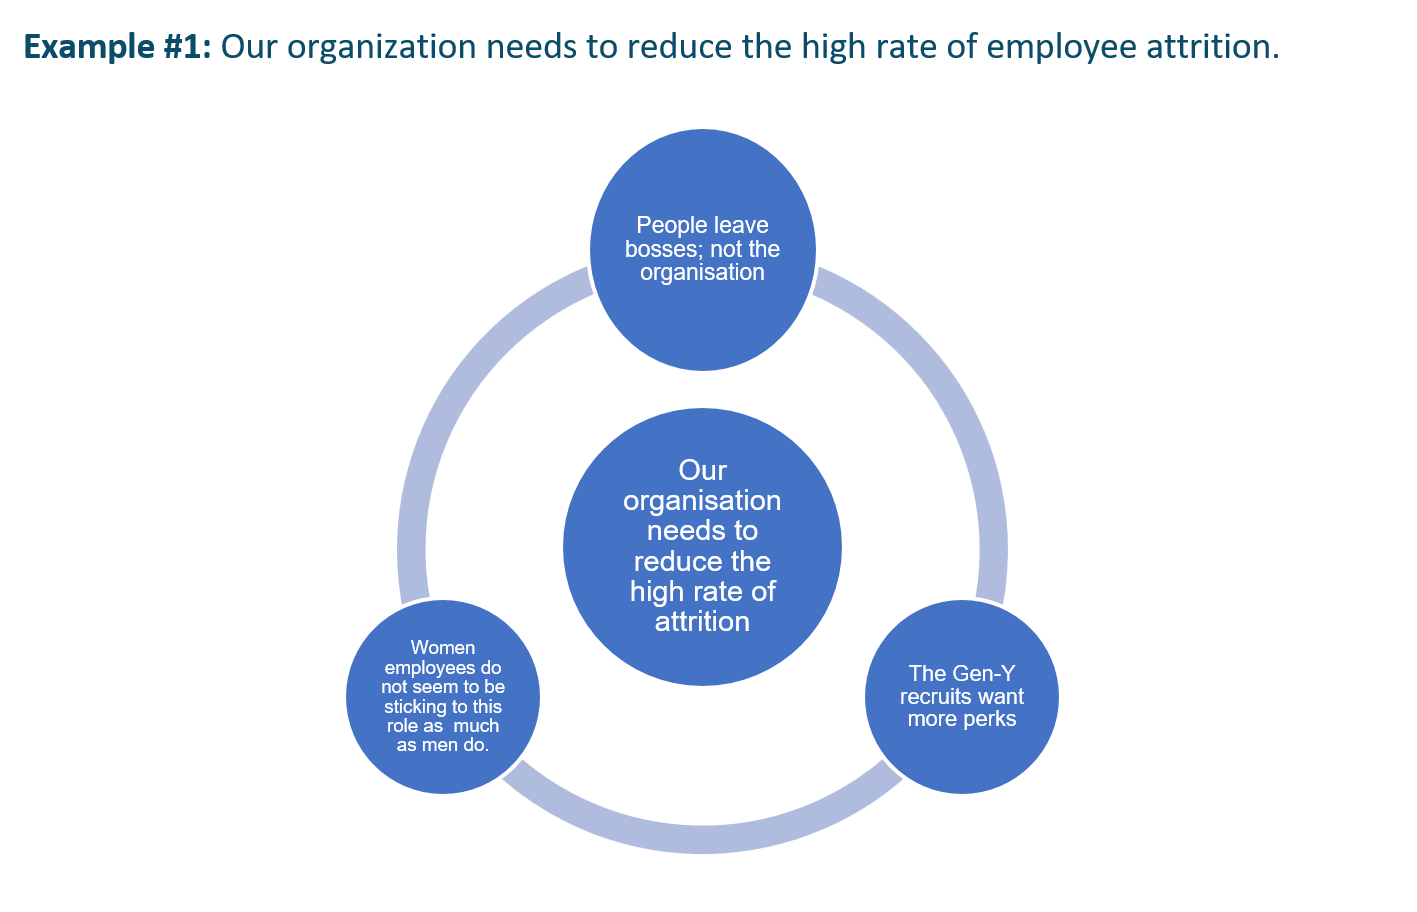 Example #1: Our organization needs to reduce the high rate of employee attrition.
People leave
bosses; not the
organisation
Our
organisation
needs to
reduce the
high rate of
attrition
Women
employees do
not seem to be
sticking to this
role as  much
as men do.
The Gen-Y
recruits want
more perks